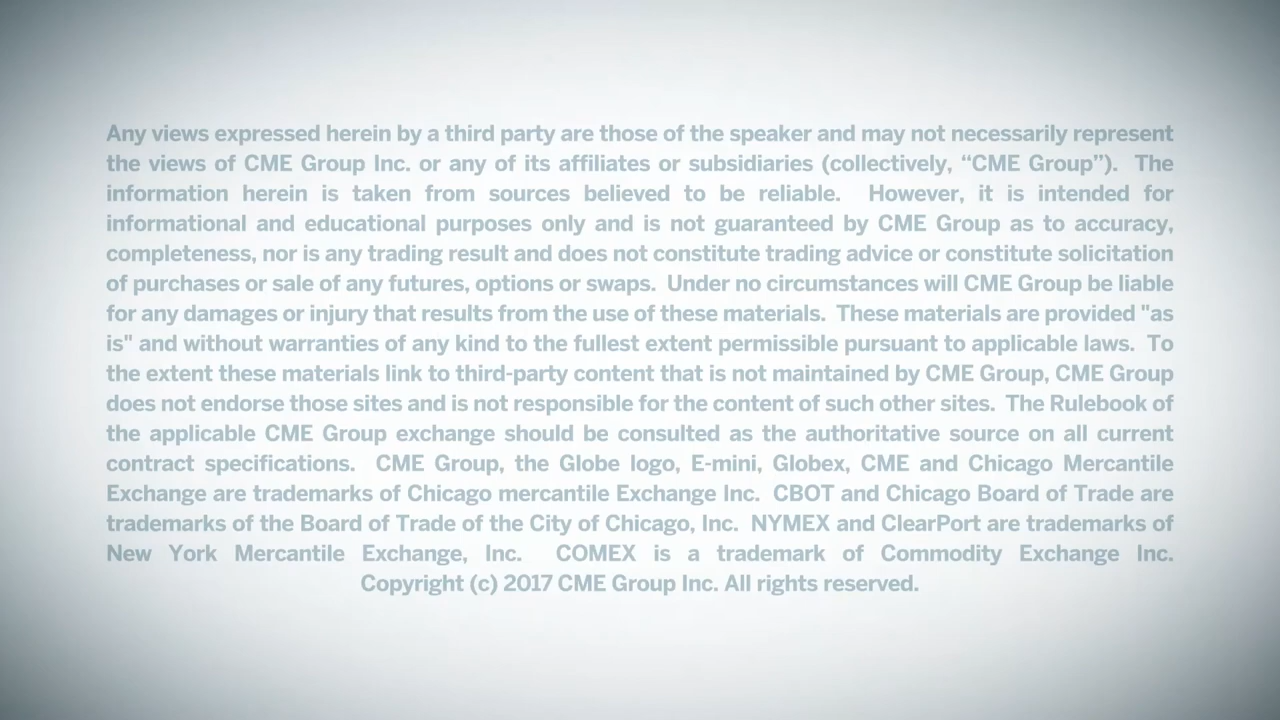 Any views expressed herein by a third party are those of the speaker and may not necessarily represent
the views of CME Group Inc. or any of its affiliates or subsidiaries (collectively, “CME Group”).  The
information herein is taken from sources believed to be reliable.  However, it is intended for
informational and educational purposes only and is not guaranteed by CME Group as to accuracy,
completeness, nor is any trading result and does not constitute trading advice or constitute solicitation
of purchases or sale of any futures, options or swaps.  Under no circumstances will CME Group be liable
for any damages or injury that results from the use of these materials.  These materials are provided "as
is" and without warranties of any kind to the fullest extent permissible pursuant to applicable laws.  To
the extent these materials link to third-party content that is not maintained by CME Group, CME Group
does not endorse those sites and is not responsible for the content of such other sites.  The Rulebook of
the applicable CME Group exchange should be consulted as the authoritative source on all current
contract specifications.  CME Group, the Globe logo, E-mini, Globex, CME and Chicago Mercantile
Exchange are trademarks of Chicago mercantile Exchange Inc.  CBOT and Chicago Board of Trade are
trademarks of the Board of Trade of the City of Chicago, Inc.  NYMEX and ClearPort are trademarks of
New York Mercantile Exchange, Inc.  COMEX is a trademark of Commodity Exchange Inc.
Copyright (c) 2017 CME Group Inc. All rights reserved.